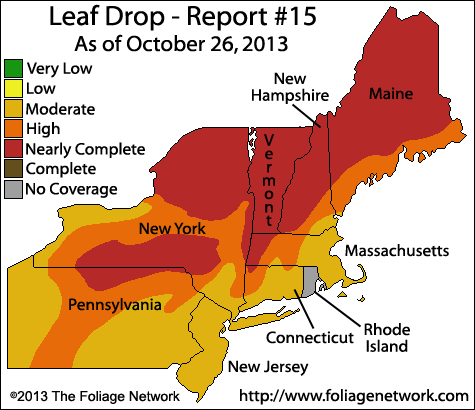 Leaf Drop - Report #15
As of October 26, 2013
Very Low
Low
Moderate
High
Nearly Complete
Complete
No Coverage
New
Hampshire
Maine
Vermont
New York
Massachusetts
Pennsylvania
Connecticut
Rhode
Island
New Jersey
©2013 The Foliage Network
http://www.foliagenetwork.com